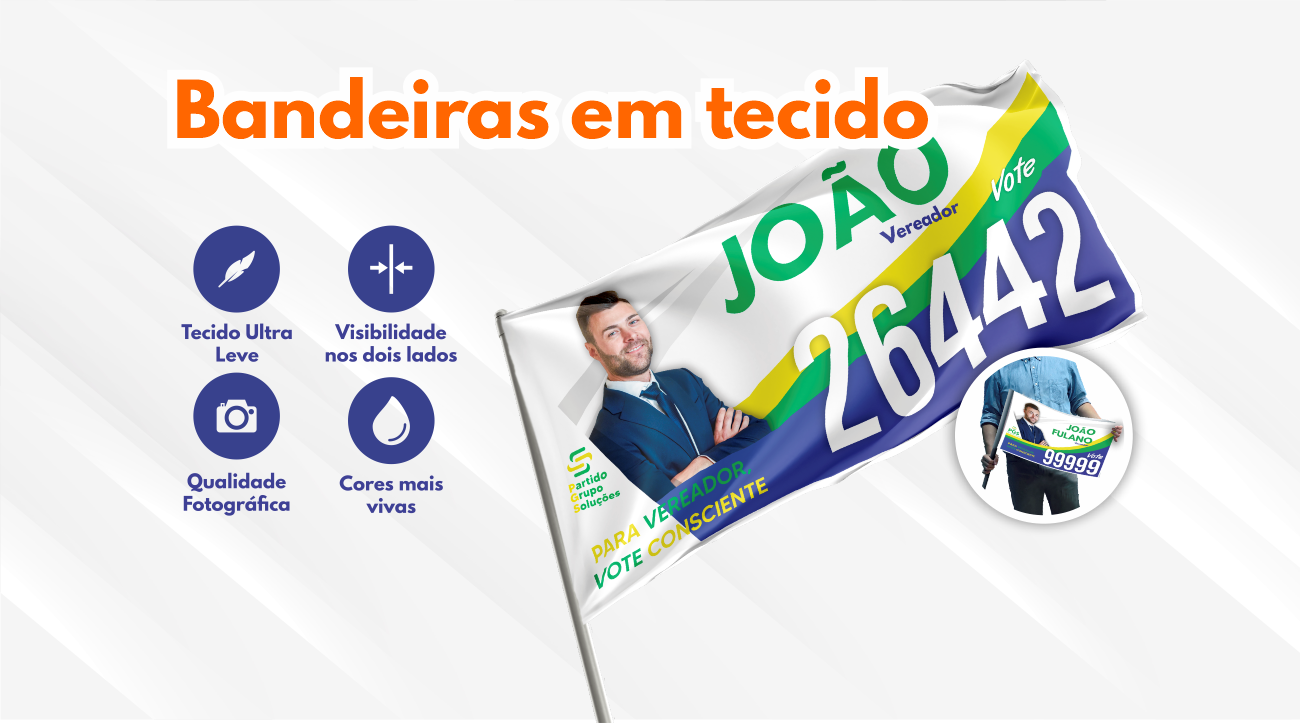 Bandeiras em tecido
Tecido Ultra
Leve
Visibilidade
nos dois lados
Qualidade
Fotográfica
Cores mais
vivas
JOÃO
Vereador
Vote
26442
Partido
Grupo
Soluções
PARA VEREADOR,
VOTE CONSCIENTE
JOÃO
FULANO
Vote
99999